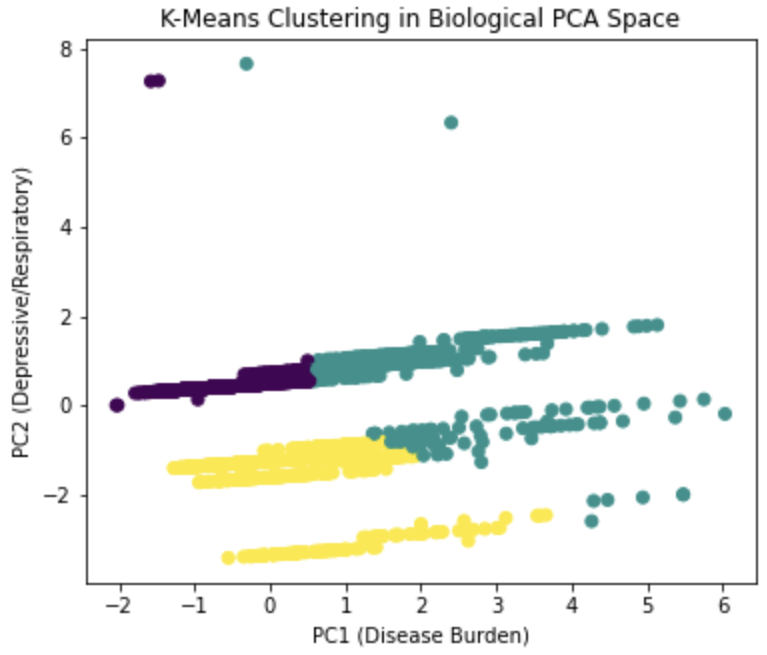 K-Means Clustering in Biological PCA Space
8
6
4
2
0
−2
PC2 (Depressive/Respiratory)
−2 −1 0 1 2 3 4 5 6
PC1 (Disease Burden)